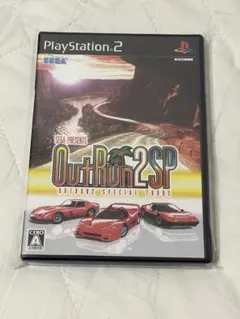 PlayStation 2
SEGA
SEGA PRESENTS
OutRun2SP
OUTRUN2 SPECIAL TOURS
CERO
A